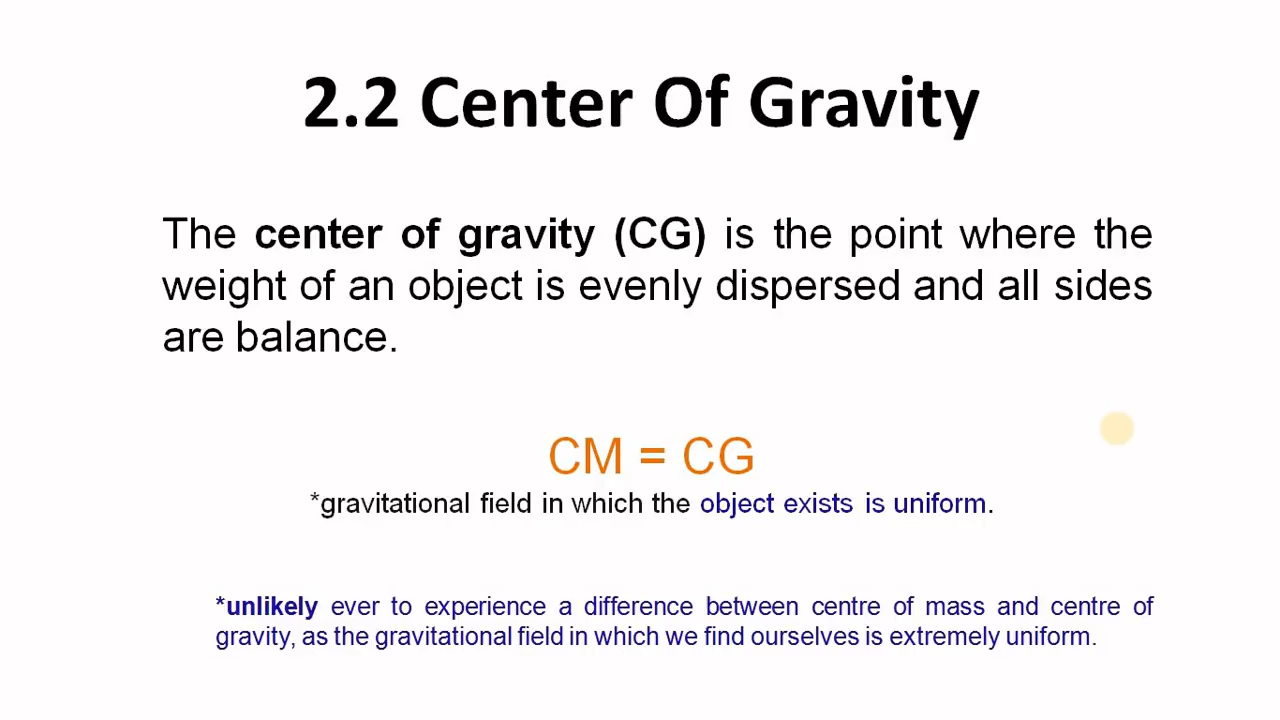 2.2 Center Of Gravity
The center of gravity (CG) is the point where the
weight of an object is evenly dispersed and all sides
are balance.
CM = CG
*gravitational field in which the object exists is uniform.
*unlikely ever to experience a difference between centre of mass and centre of
gravity, as the gravitational field in which we find ourselves is extremely uniform.